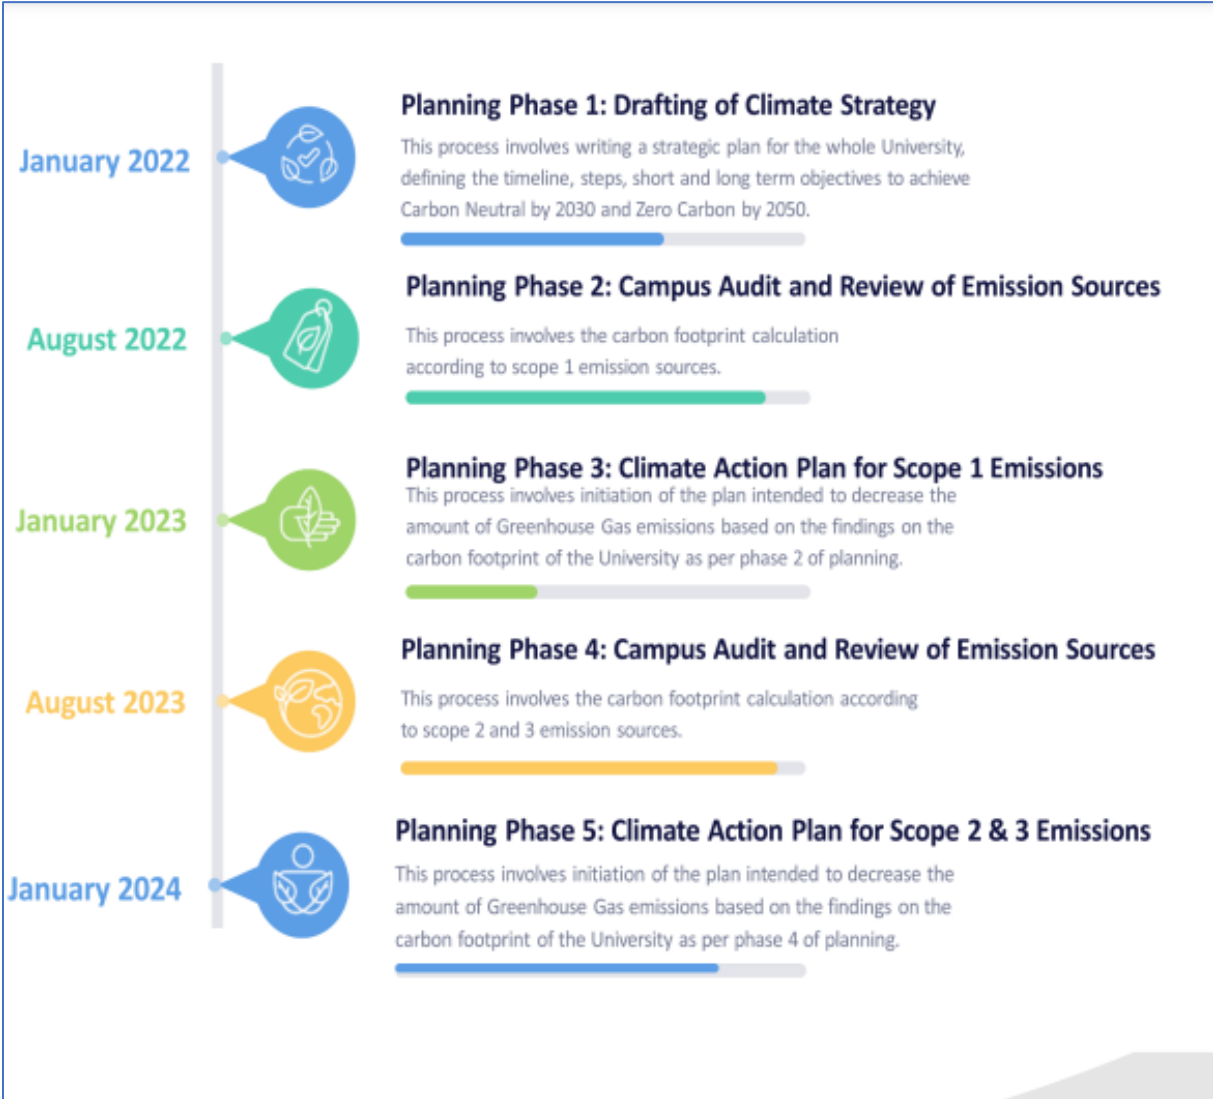 January 2022
Planning Phase 1: Drafting of Climate Strategy
This process involves writing a strategic plan for the whole University,
defining the timeline, steps, short and long term objectives to achieve
Carbon Neutral by 2030 and Zero Carbon by 2050.
August 2022
Planning Phase 2: Campus Audit and Review of Emission Sources
This process involves the carbon footprint calculation
according to scope 1 emission sources.
January 2023
Planning Phase 3: Climate Action Plan for Scope 1 Emissions
This process involves initiation of the plan intended to decrease the
amount of Greenhouse Gas emissions based on the findings on the
carbon footprint of the University as per phase 2 of planning.
August 2023
Planning Phase 4: Campus Audit and Review of Emission Sources
This process involves the carbon footprint calculation according
to scope 2 and 3 emission sources.
January 2024
Planning Phase 5: Climate Action Plan for Scope 2 & 3 Emissions
This process involves initiation of the plan intended to decrease the
amount of Greenhouse Gas emissions based on the findings on the
carbon footprint of the University as per phase 4 of planning.